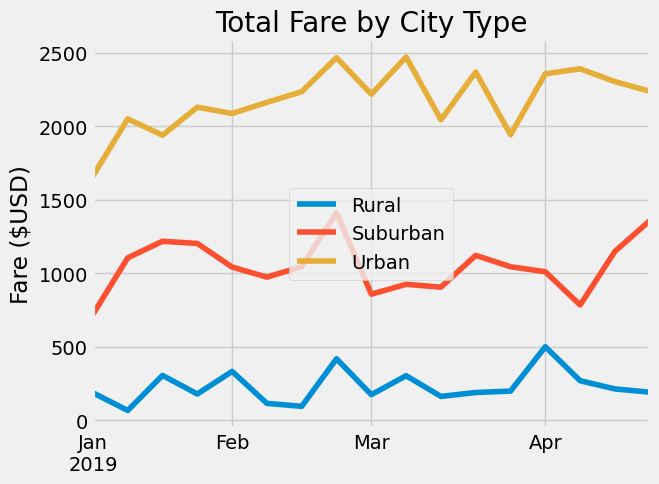 Total Fare by City Type
Fare ($USD)
2500
2000
1500
1000
500
0
Rural
Suburban
Urban
Jan Feb Mar Apr
2019